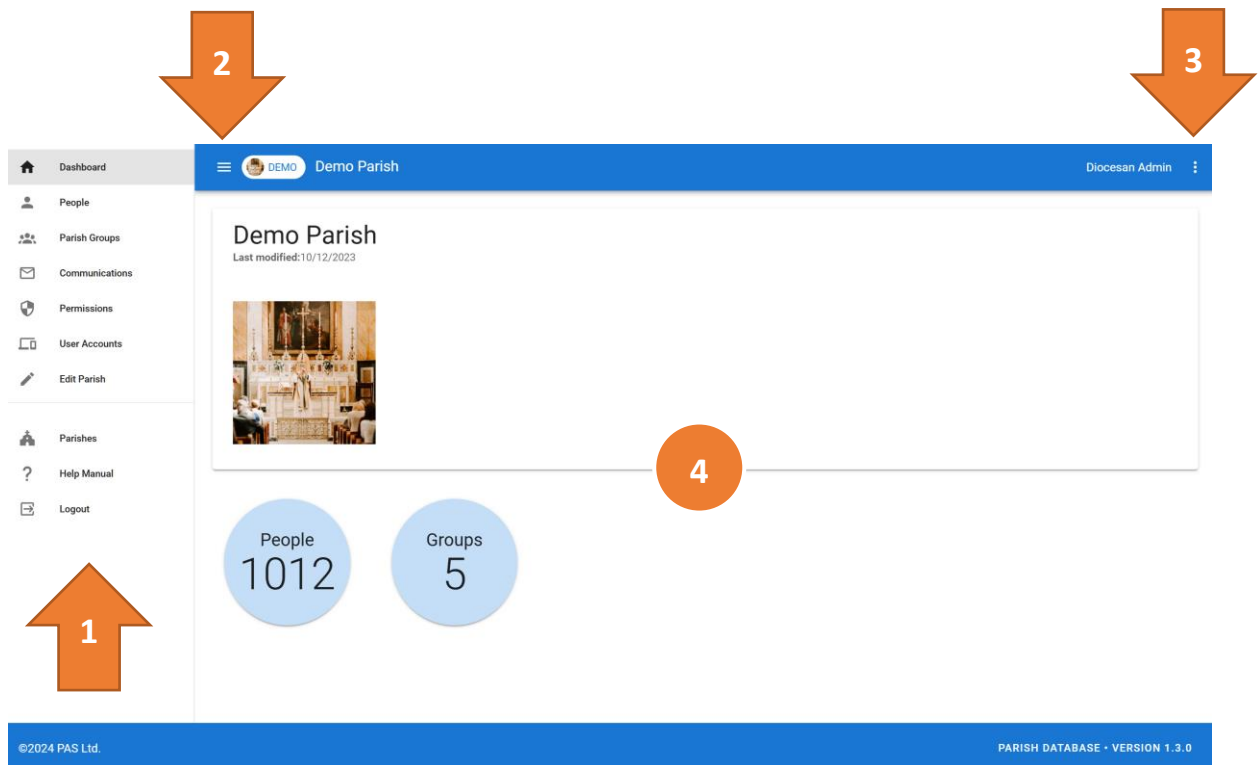 2
3
Dashboard
People
Parish Groups
Communications
Permissions
User Accounts
Edit Parish
Parishes
? Help Manual
Logout
1
DEMO Demo Parish Diocesan Admin
Demo Parish
Last modified:10/12/2023
4
People
1012
Groups
5
©2024 PAS Ltd. PARISH DATABASE • VERSION 1.3.0